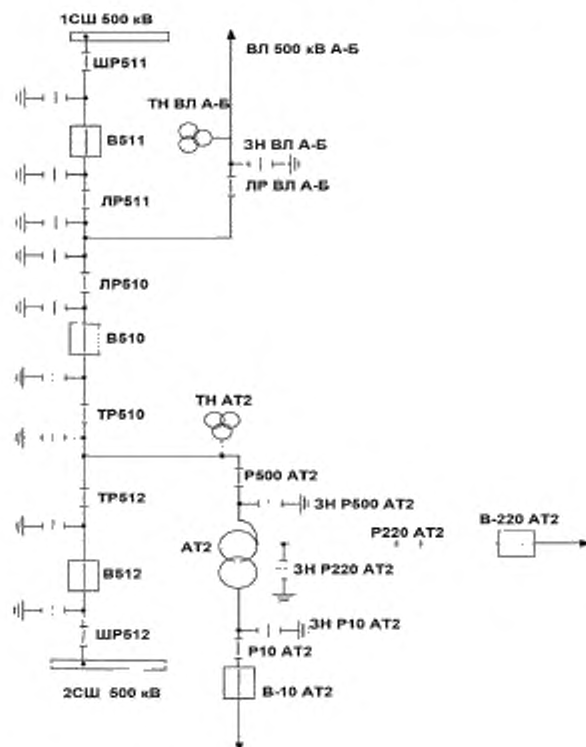 1СШ 500 кВ
ШР511
ВЛ 500 кВ А-Б
ТН ВЛ А-Б
В511
ЗН ВЛ А-Б
ЛР ВЛ А-Б
ЛР511
ЛР510
В510
ТН АТ2
ТР510
Р500 АТ2
ТР512
ЗН Р500 АТ2
В-220 АТ2
Р220 АТ2
АТ2
ЗН Р220 АТ2
В512
ЗН Р10 АТ2
ШР512
Р10 АТ2
2СШ 500 кВ
В-10 АТ2